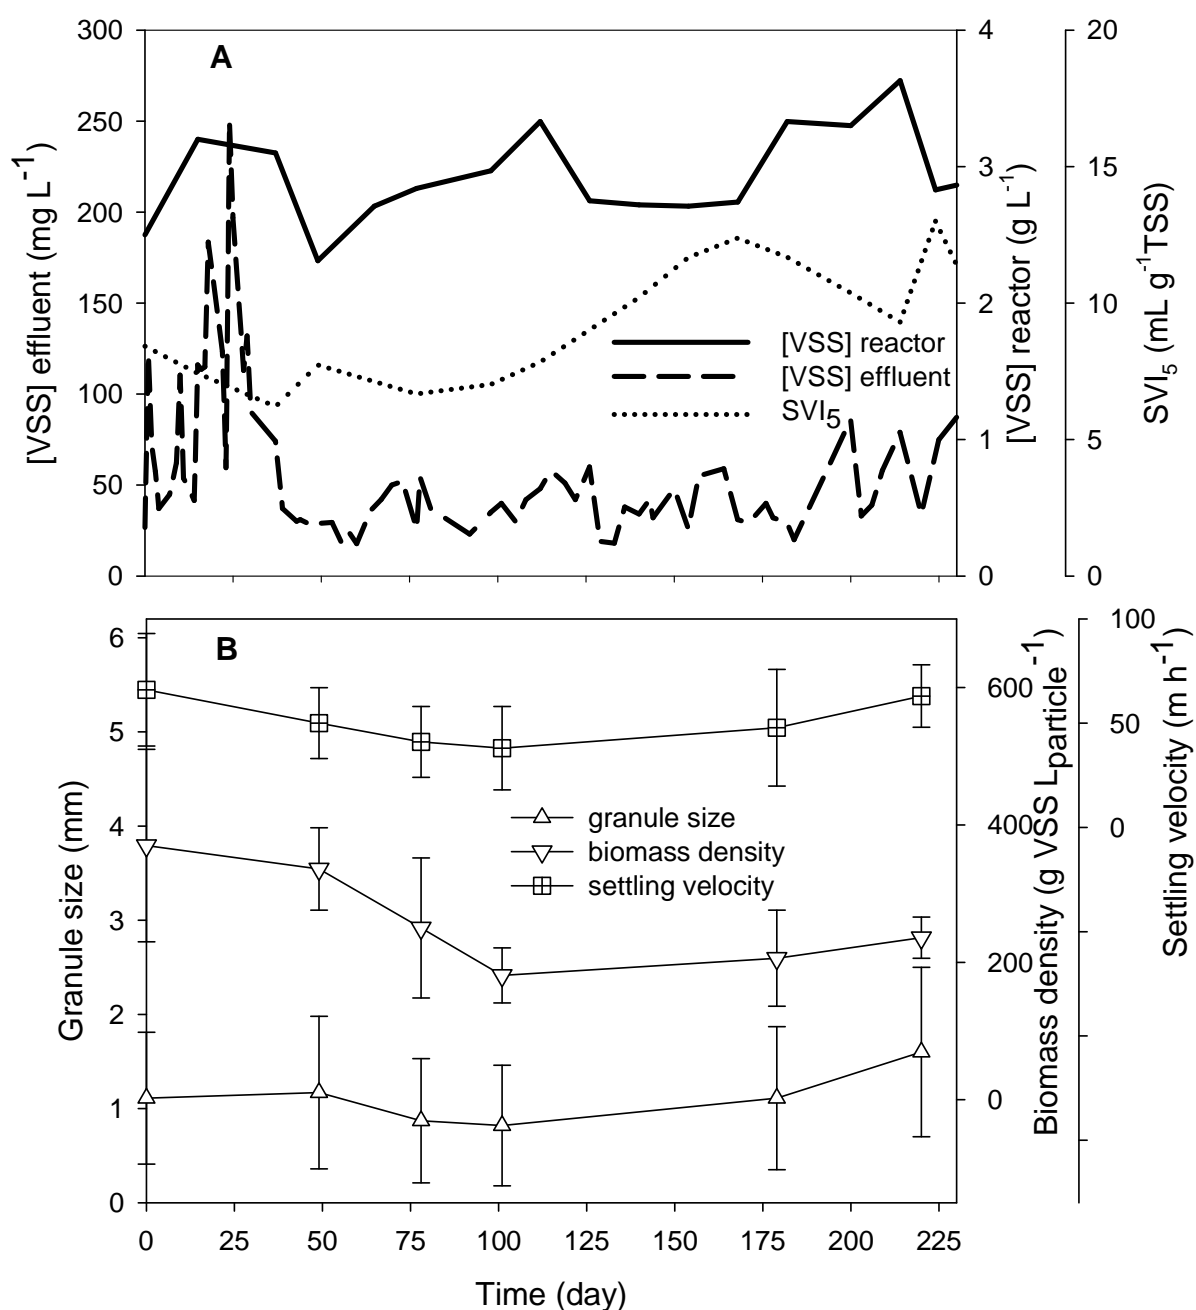 A
300
250
200
150
100
50
0
[VSS] effluent (mg L-1)
4
3
2
1
0
[VSS] reactor (g L-1)
20
15
10
5
0
SVI5 (mL g-1TSS)
[VSS] reactor
[VSS] effluent
SVI5
B
6
5
4
3
2
1
0
Granule size (mm)
600
400
200
0
Biomass density (g VSS Lparticle-1)
100
50
0
Settling velocity (m h-1)
granule size
biomass density
settling velocity
0 25 50 75 100 125 150 175 200 225
Time (day)